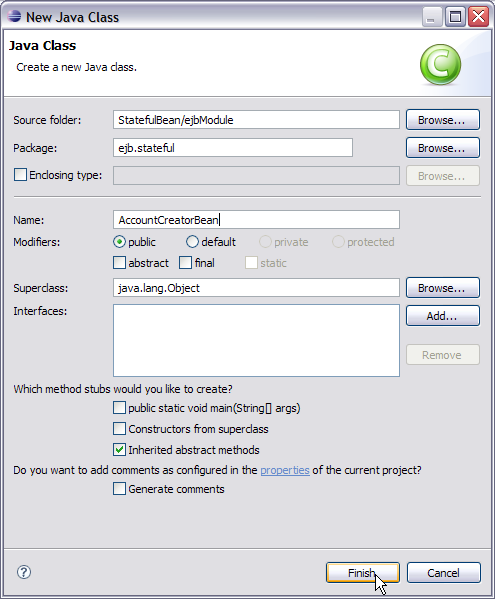 New Java Class
Java Class
Create a new Java class.
C
Source folder: StatefulBean/ejbModule Browse...
Package: ejb.stateful Browse...
Enclosing type: Browse...
Name: AccountCreatorBean
Modifiers: public default private protected
abstract final static
Superclass: java.lang.Object Browse...
Interfaces: Add...
Remove
Which method stubs would you like to create?
public static void main(String[] args)
Constructors from superclass
Inherited abstract methods
Do you want to add comments as configured in the properties of the current project?
Generate comments
? Finish Cancel